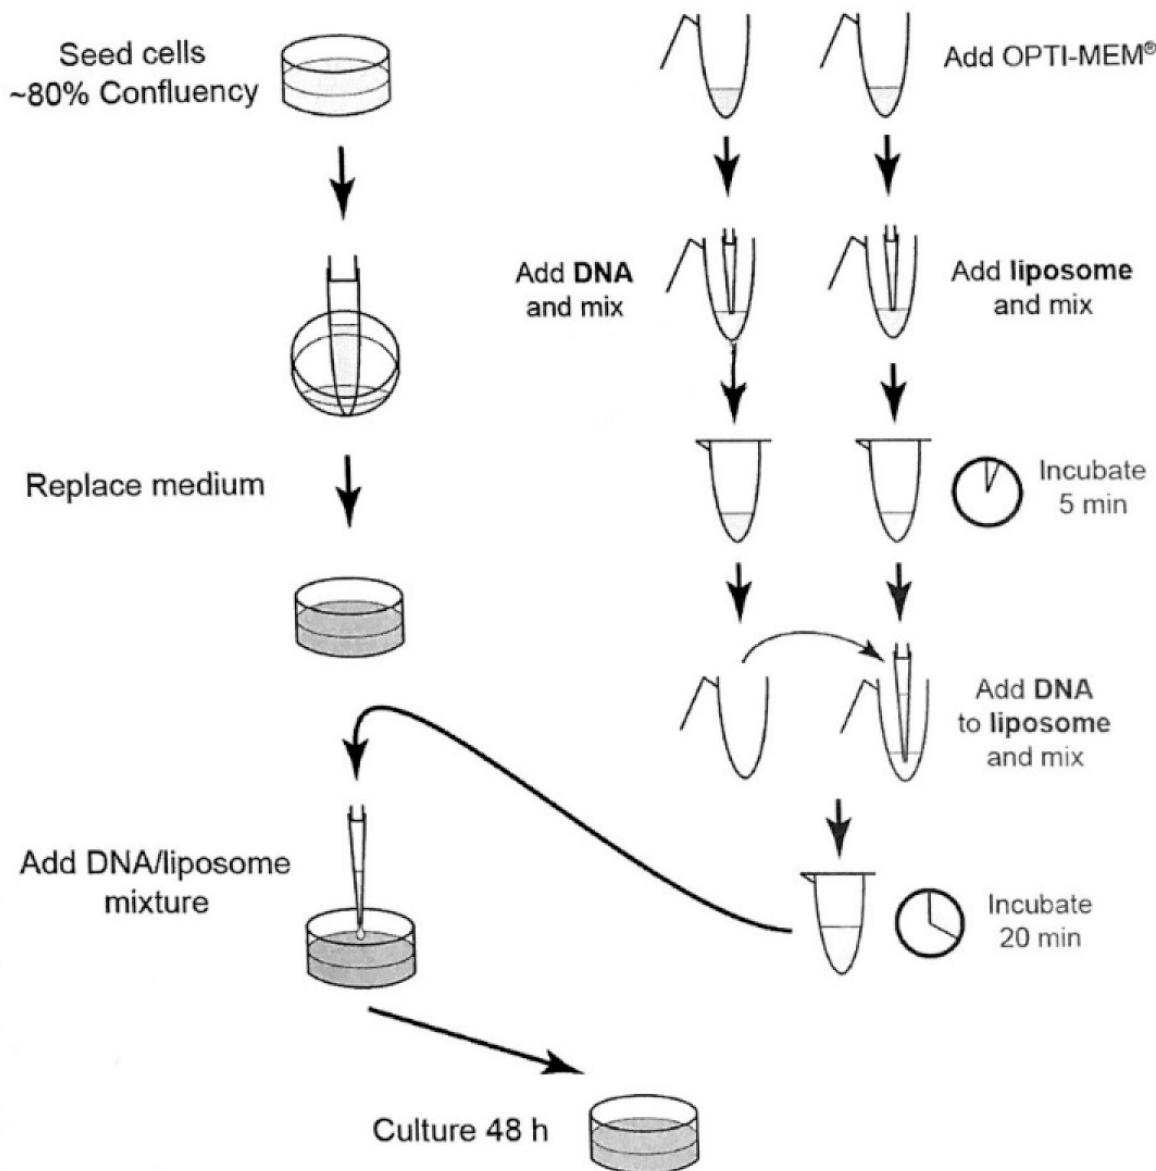 Seed cells
~80% Confluency
Add OPTI-MEM®
Add DNA
and mix
Add liposome
and mix
Replace medium
Incubate
5 min
Add DNA
to liposome
and mix
Add DNA/liposome
mixture
Incubate
20 min
Culture 48 h